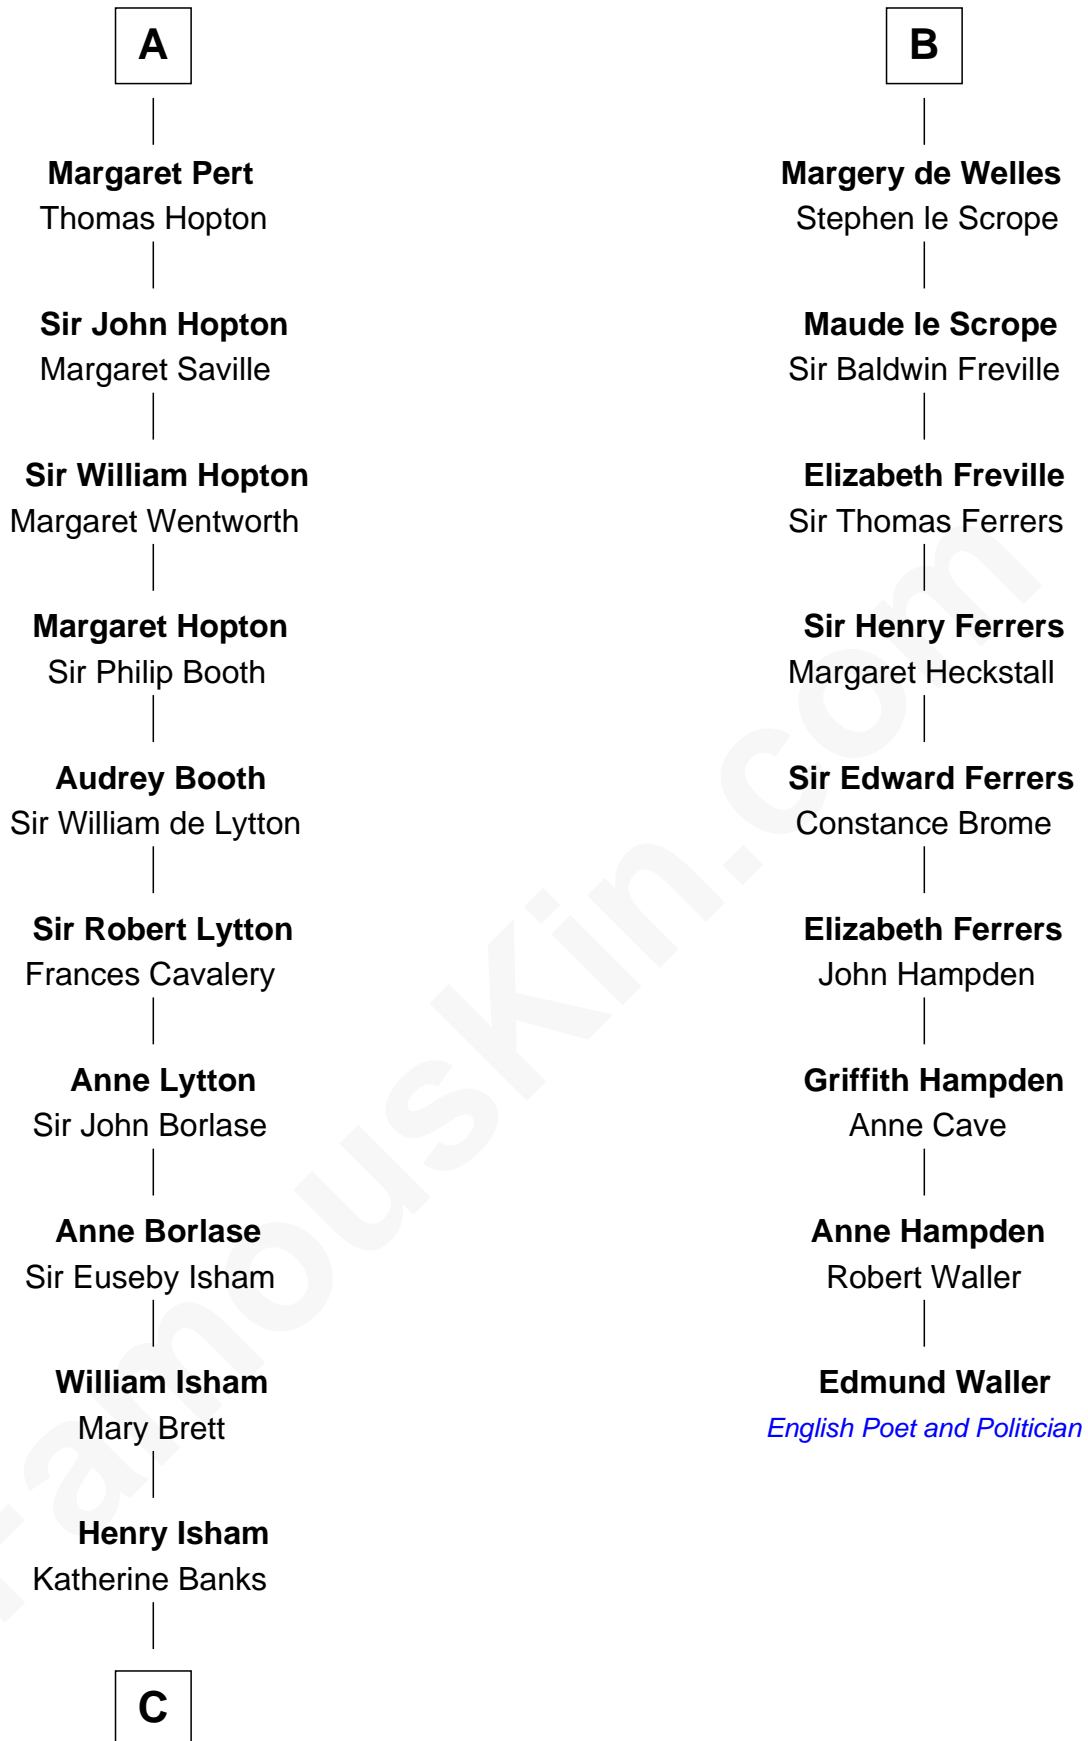 A
Margaret Pert
Thomas Hopton
Sir John Hopton
Margaret Saville
Sir William Hopton
Margaret Wentworth
Margaret Hopton
Sir Philip Booth
Audrey Booth
Sir William de Lytton
Sir Robert Lytton
Frances Cavalery
Anne Lytton
Sir John Borlase
Anne Borlase
Sir Euseby Isham
William Isham
Mary Brett
Henry Isham
Katherine Banks
C
B
Margery de Welles
Stephen le Scrope
Maude le Scrope
Sir Baldwin Freville
Elizabeth Freville
Sir Thomas Ferrers
Sir Henry Ferrers
Margaret Heckstall
Sir Edward Ferrers
Constance Brome
Elizabeth Ferrers
John Hampden
Griffith Hampden
Anne Cave
Anne Hampden
Robert Waller
Edmund Waller
English Poet and Politician
FamousKin.com